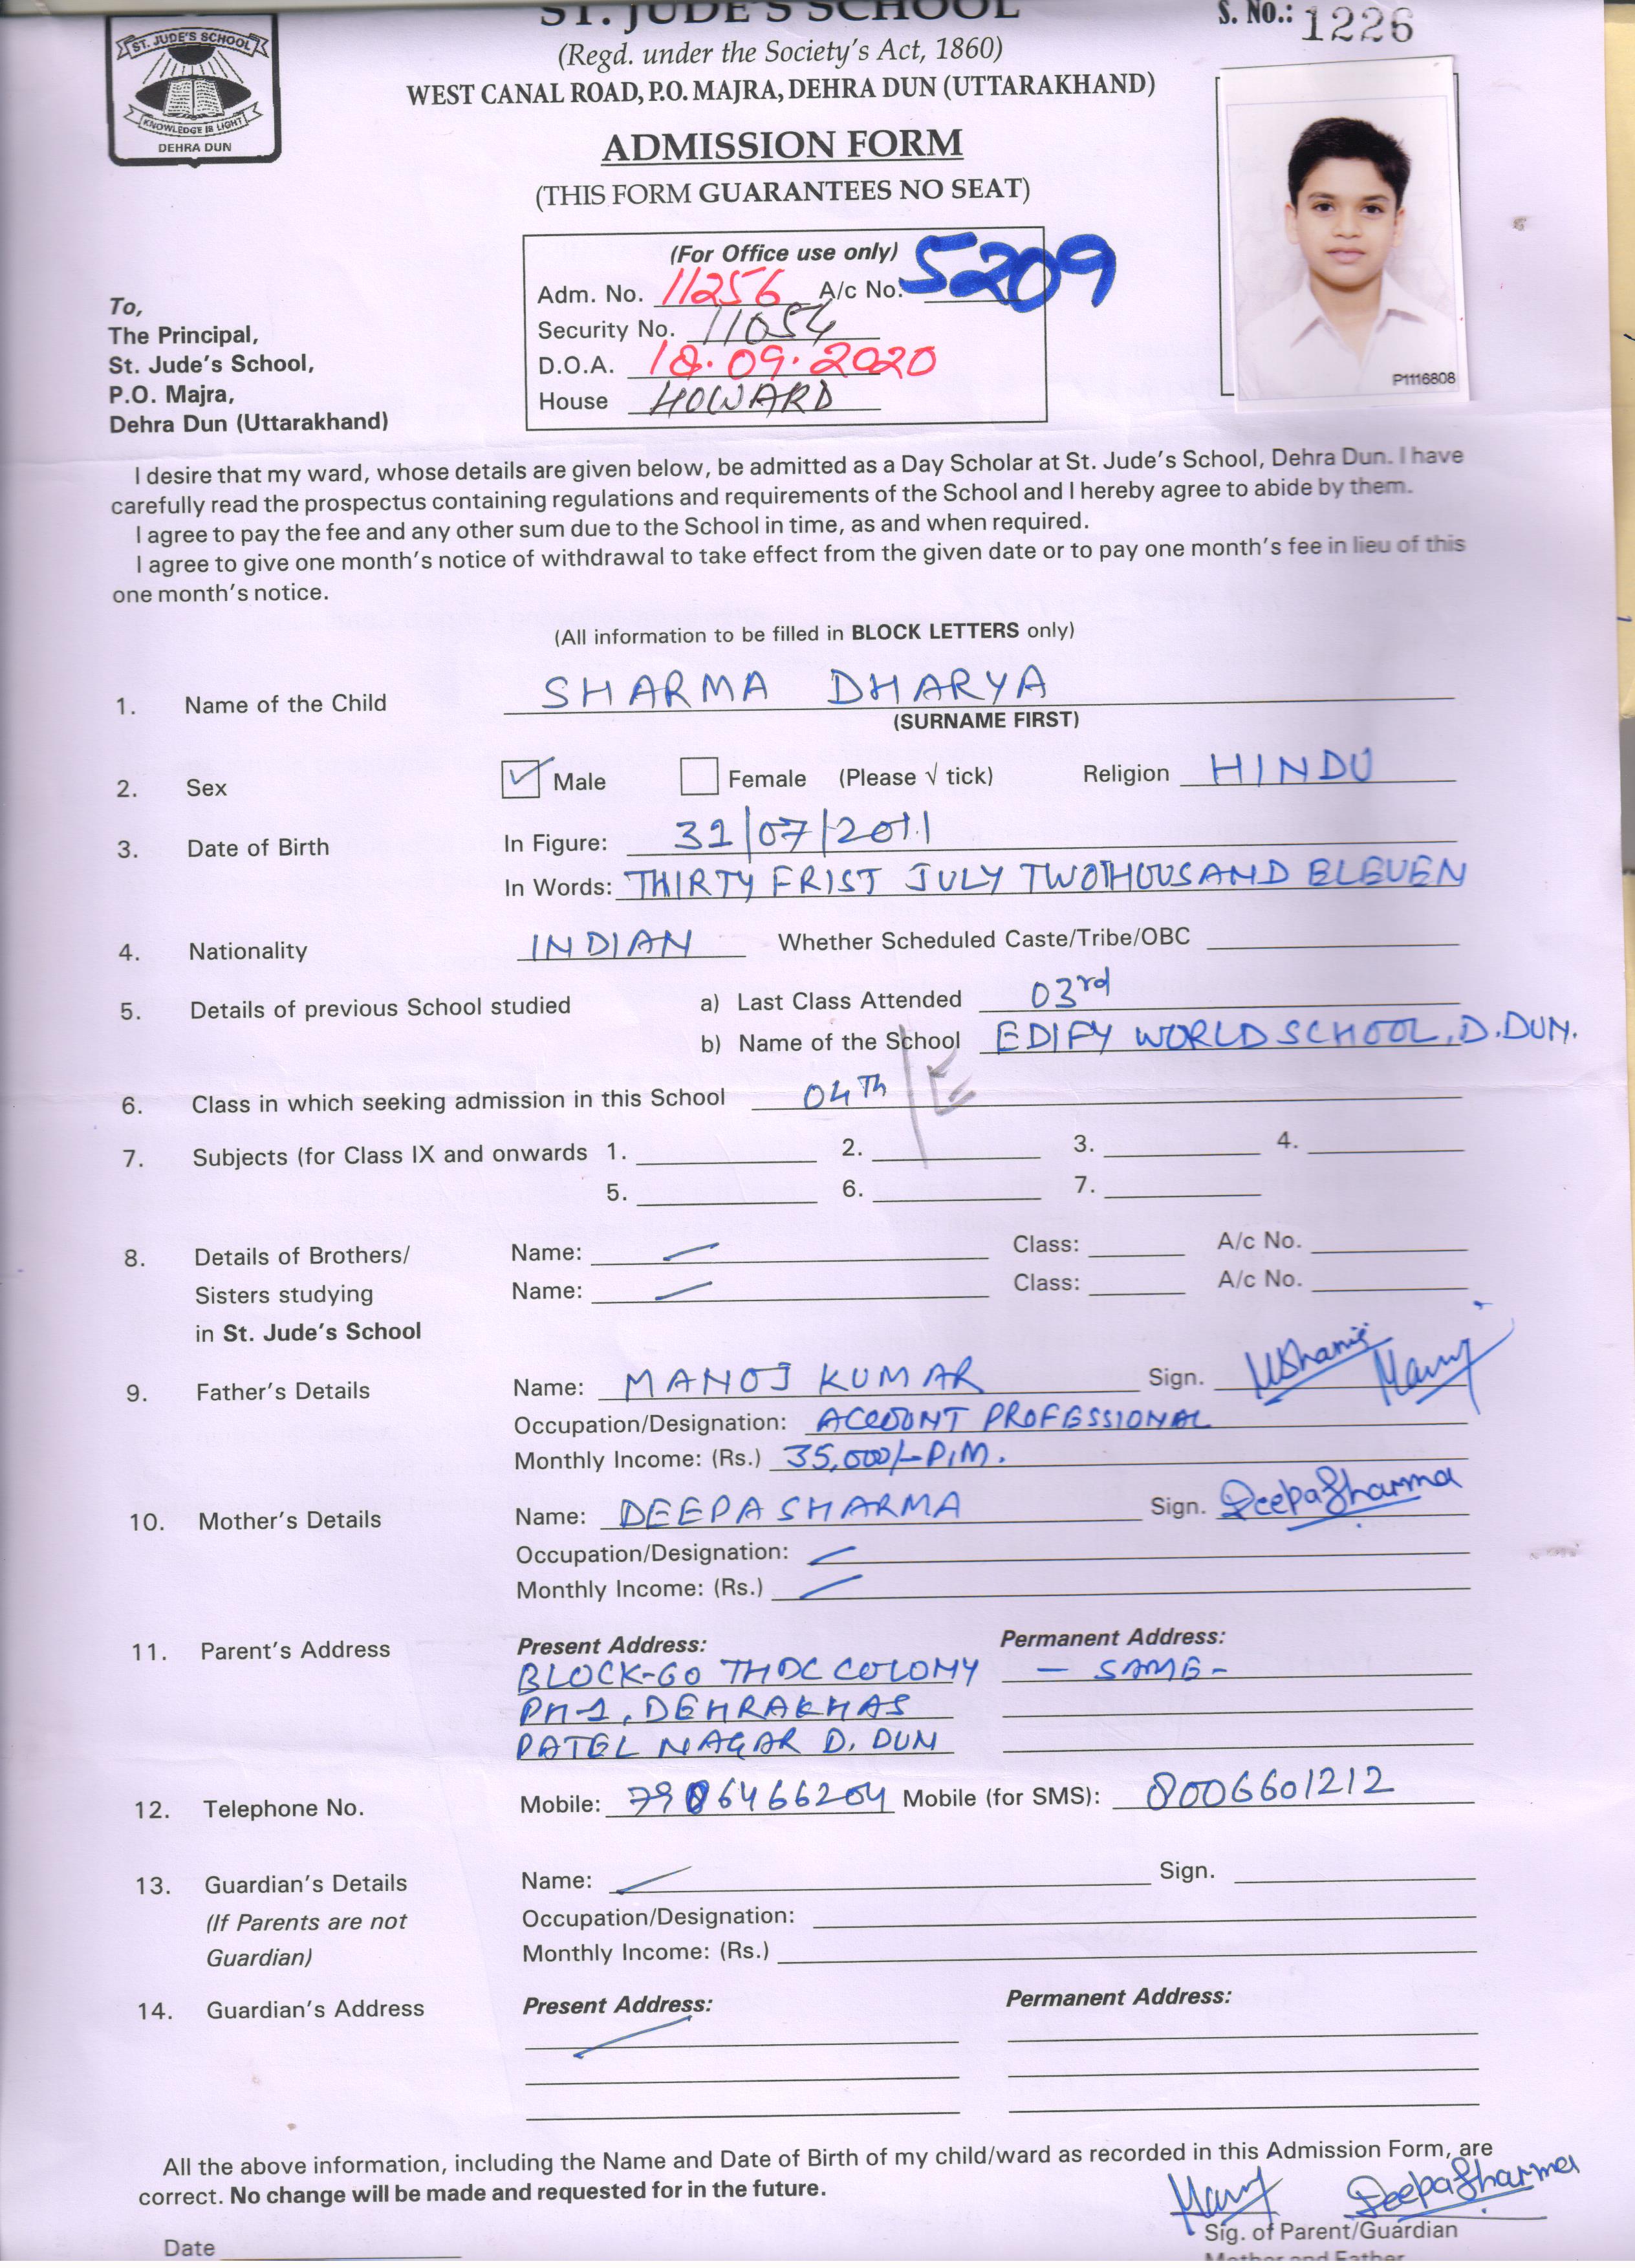 ST. JUDE'S SCHOOL
S. No.: 1226
ST. JUDE'S SCHOOL
KNOWLEDGE IS LIGHT
DEHRA DUN
(Regd. under the Society's Act, 1860)
WEST CANAL ROAD, P.O. MAJRA, DEHRA DUN (UTTARAKHAND)
ADMISSION FORM
(THIS FORM GUARANTEES NO SEAT)
P1116808
(For Office use only)
Adm. No. 11256 A/c No. 5209
Security No. 11054
D.O.A. 18.09.2020
House HOWARD
To,
The Principal,
St. Jude's School,
P.O. Majra,
Dehra Dun (Uttarakhand)
I desire that my ward, whose details are given below, be admitted as a Day Scholar at St. Jude's School, Dehra Dun. I have
carefully read the prospectus containing regulations and requirements of the School and I hereby agree to abide by them.
I agree to pay the fee and any other sum due to the School in time, as and when required.
I agree to give one month's notice of withdrawal to take effect from the given date or to pay one month's fee in lieu of this
one month's notice.
(All information to be filled in BLOCK LETTERS only)
1. Name of the Child SHARMA DHARYA
(SURNAME FIRST)
2. Sex Male Female (Please √ tick) Religion HINDU
3. Date of Birth In Figure: 31/07/2011
In Words: THIRTY FRIST JULY TWOTHOUSAND ELEVEN
4. Nationality INDIAN Whether Scheduled Caste/Tribe/OBC
5. Details of previous School studied a) Last Class Attended 03rd
b) Name of the School EDIFY WORLD SCHOOL, D.DUN.
6. Class in which seeking admission in this School 04Th /E
7. Subjects (for Class IX and onwards 1. 2. 3. 4.
5. 6. 7.
8. Details of Brothers/ Name: Class: A/c No.
Sisters studying Name: Class: A/c No.
in St. Jude's School
9. Father's Details Name: MANOJ KUMAR Sign.
Occupation/Designation: ACCOUNT PROFESSIONAL
Monthly Income: (Rs.) 35,000/- P.M.
10. Mother's Details Name: DEEPA SHARMA Sign. Deepa Sharma
Occupation/Designation:
Monthly Income: (Rs.)
11. Parent's Address Present Address: Permanent Address:
BLOCK-GO THDC COLONY - SAME -
PH-1, DEHRAKHAS
PATEL NAGAR D. DUN
12. Telephone No. Mobile: 7906466204 Mobile (for SMS): 8006601212
13. Guardian's Details Name: Sign.
(If Parents are not Occupation/Designation:
Guardian) Monthly Income: (Rs.)
14. Guardian's Address Present Address: Permanent Address:
All the above information, including the Name and Date of Birth of my child/ward as recorded in this Admission Form, are
correct. No change will be made and requested for in the future.
Deepa Sharma
Sig. of Parent/Guardian
Date
Mother and Father